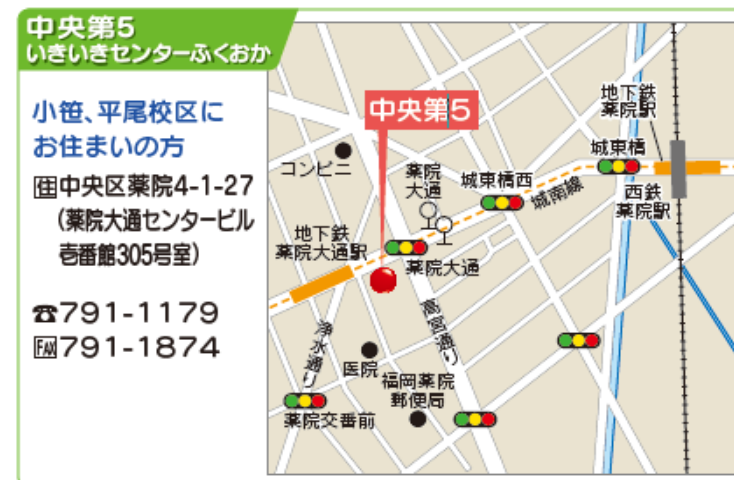 中央第5
いきいきセンターふくおか
小笹、平尾校区に
お住まいの方
住中央区薬院4-1-27
(薬院大通センタービル
壱番館305号室)
☎791-1179
FAX791-1874
中央第5
地下鉄
薬院駅
城東橋
コンビニ
薬院
大通
城東橋西
城南線
西鉄
薬院駅
地下鉄
薬院大通駅
薬院大通
浄水通り
高宮通り
医院
福岡薬院
郵便局
薬院交番前